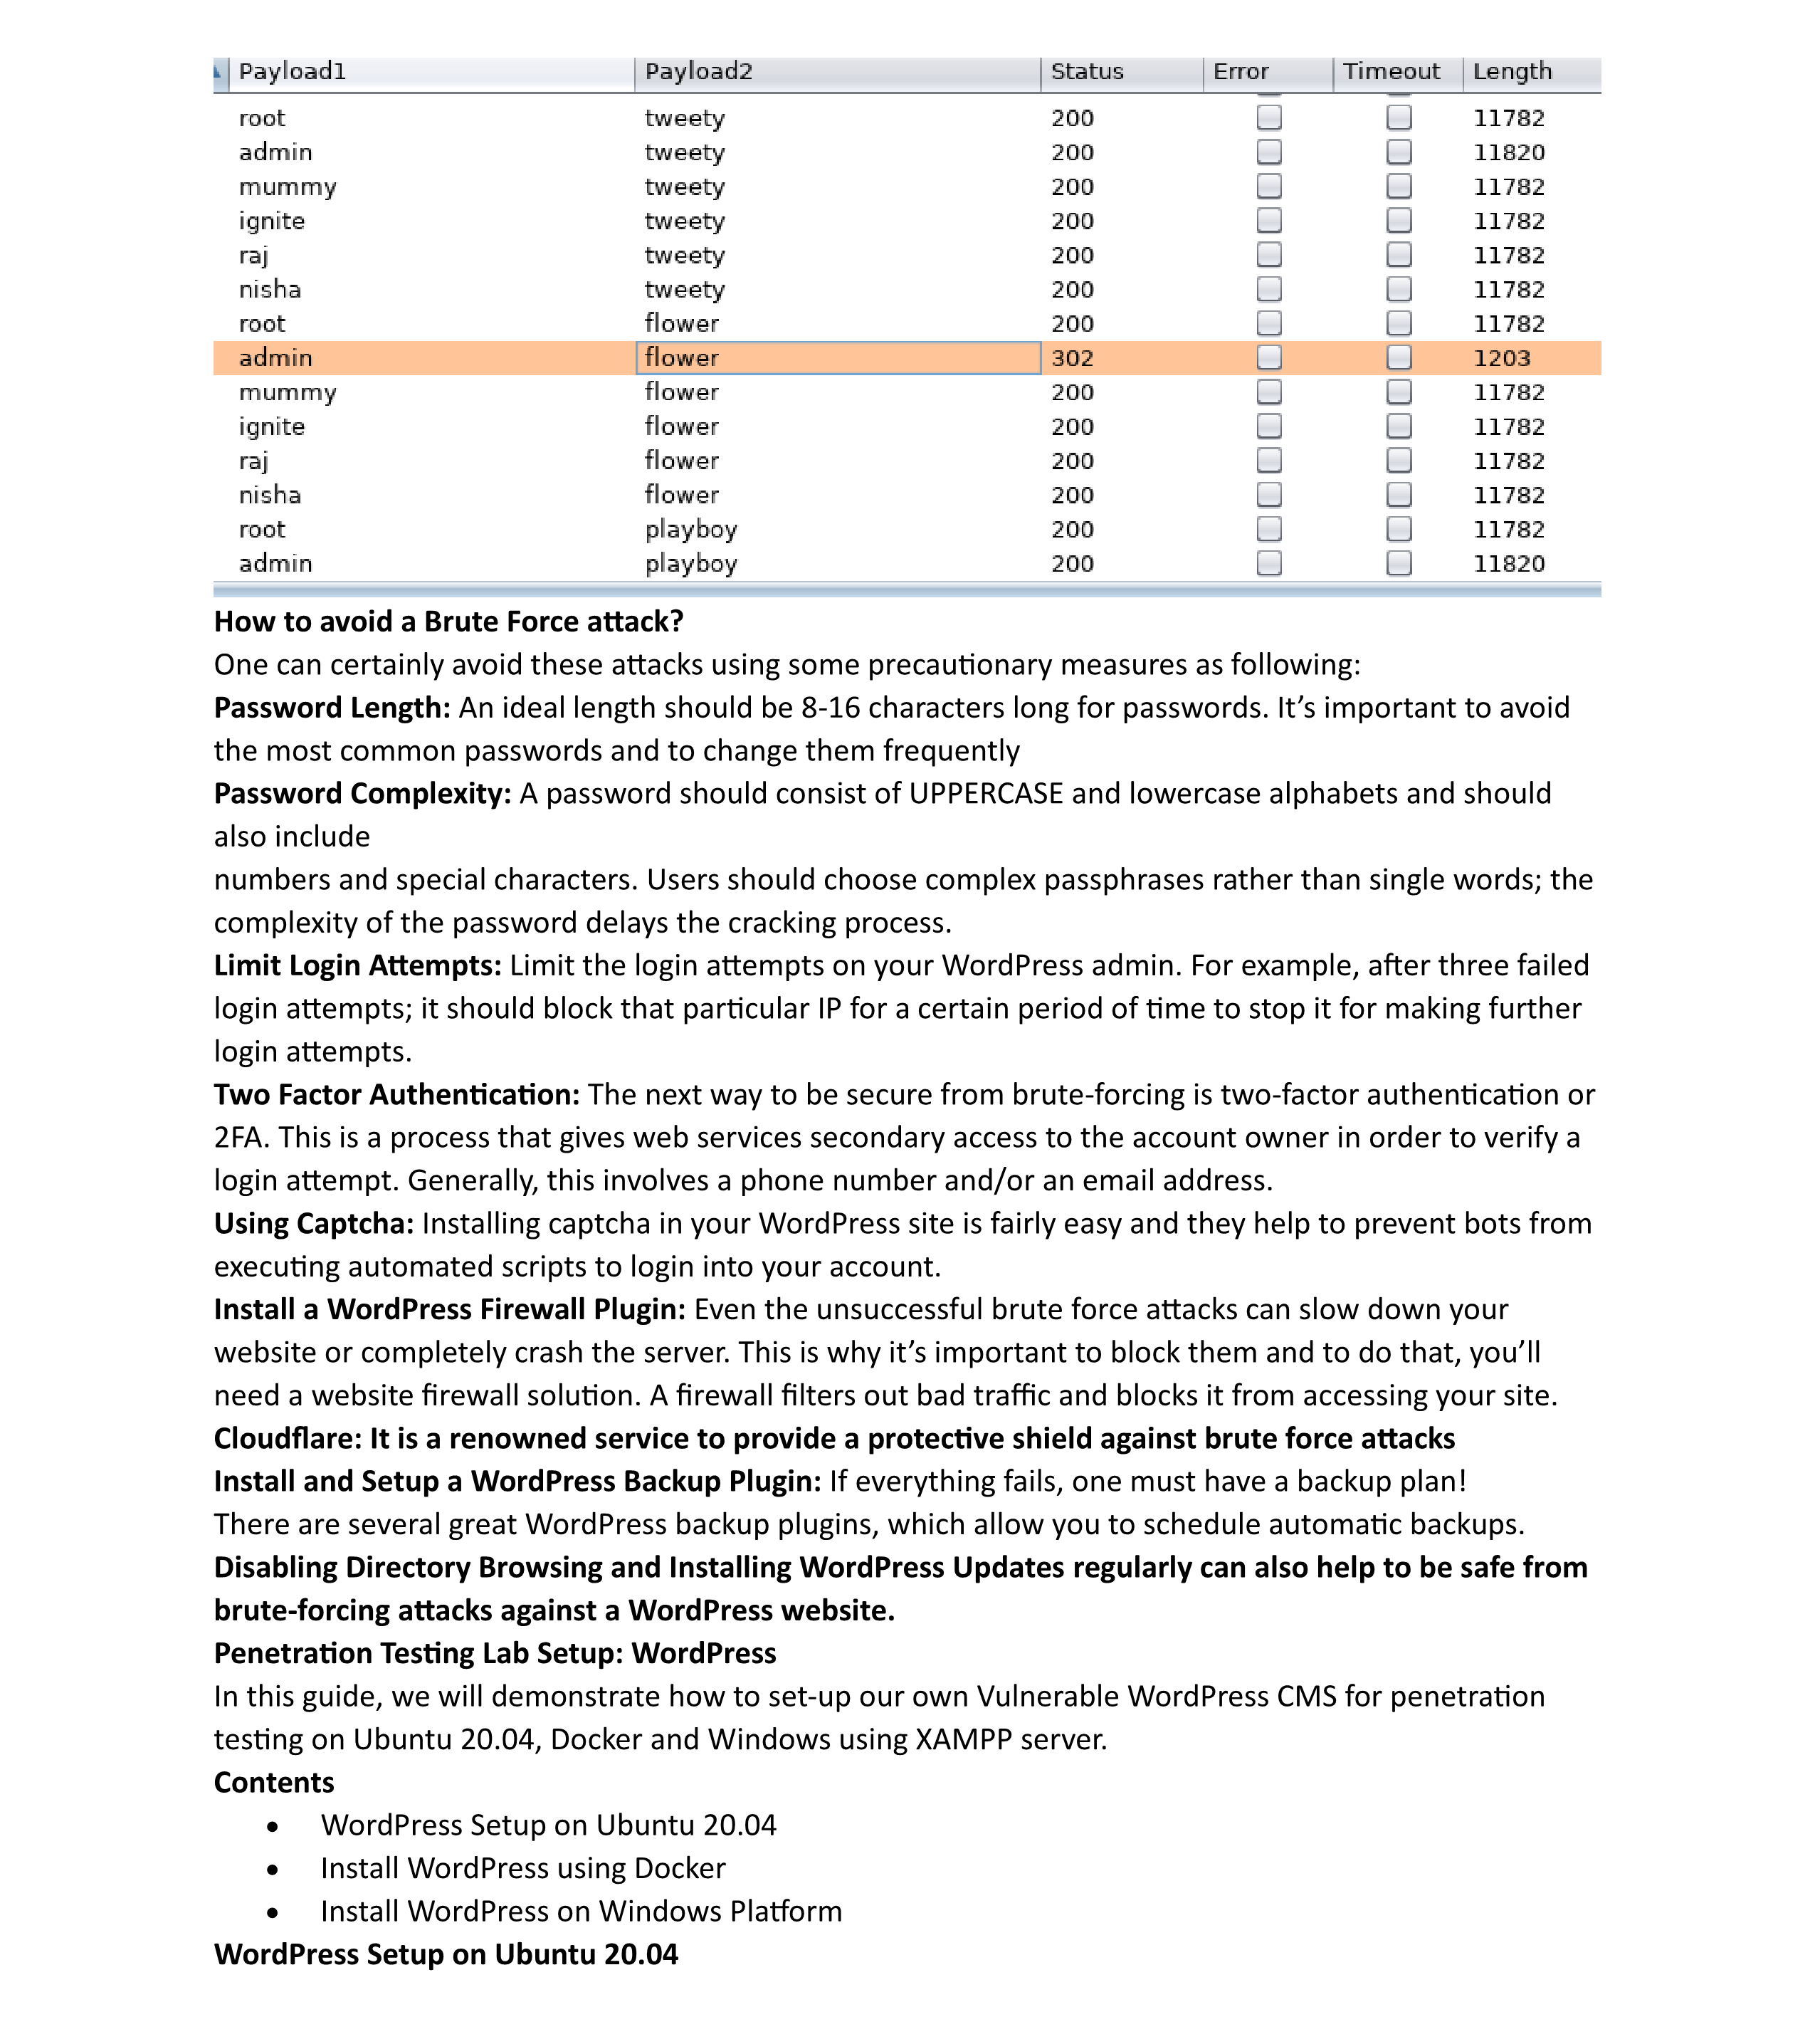 Payload1 Payload2 Status Error Timeout Length
root tweety 200 11782
admin tweety 200 11820
mummy tweety 200 11782
ignite tweety 200 11782
raj tweety 200 11782
nisha tweety 200 11782
root flower 200 11782
admin flower 302 1203
mummy flower 200 11782
ignite flower 200 11782
raj flower 200 11782
nisha flower 200 11782
root playboy 200 11782
admin playboy 200 11820
How to avoid a Brute Force attack?
One can certainly avoid these attacks using some precautionary measures as following:
Password Length: An ideal length should be 8-16 characters long for passwords. It’s important to avoid
the most common passwords and to change them frequently
Password Complexity: A password should consist of UPPERCASE and lowercase alphabets and should
also include
numbers and special characters. Users should choose complex passphrases rather than single words; the
complexity of the password delays the cracking process.
Limit Login Attempts: Limit the login attempts on your WordPress admin. For example, after three failed
login attempts; it should block that particular IP for a certain period of time to stop it for making further
login attempts.
Two Factor Authentication: The next way to be secure from brute-forcing is two-factor authentication or
2FA. This is a process that gives web services secondary access to the account owner in order to verify a
login attempt. Generally, this involves a phone number and/or an email address.
Using Captcha: Installing captcha in your WordPress site is fairly easy and they help to prevent bots from
executing automated scripts to login into your account.
Install a WordPress Firewall Plugin: Even the unsuccessful brute force attacks can slow down your
website or completely crash the server. This is why it’s important to block them and to do that, you’ll
need a website firewall solution. A firewall filters out bad traffic and blocks it from accessing your site.
Cloudflare: It is a renowned service to provide a protective shield against brute force attacks
Install and Setup a WordPress Backup Plugin: If everything fails, one must have a backup plan!
There are several great WordPress backup plugins, which allow you to schedule automatic backups.
Disabling Directory Browsing and Installing WordPress Updates regularly can also help to be safe from
brute-forcing attacks against a WordPress website.
Penetration Testing Lab Setup: WordPress
In this guide, we will demonstrate how to set-up our own Vulnerable WordPress CMS for penetration
testing on Ubuntu 20.04, Docker and Windows using XAMPP server.
Contents
• WordPress Setup on Ubuntu 20.04
• Install WordPress using Docker
• Install WordPress on Windows Platform
WordPress Setup on Ubuntu 20.04